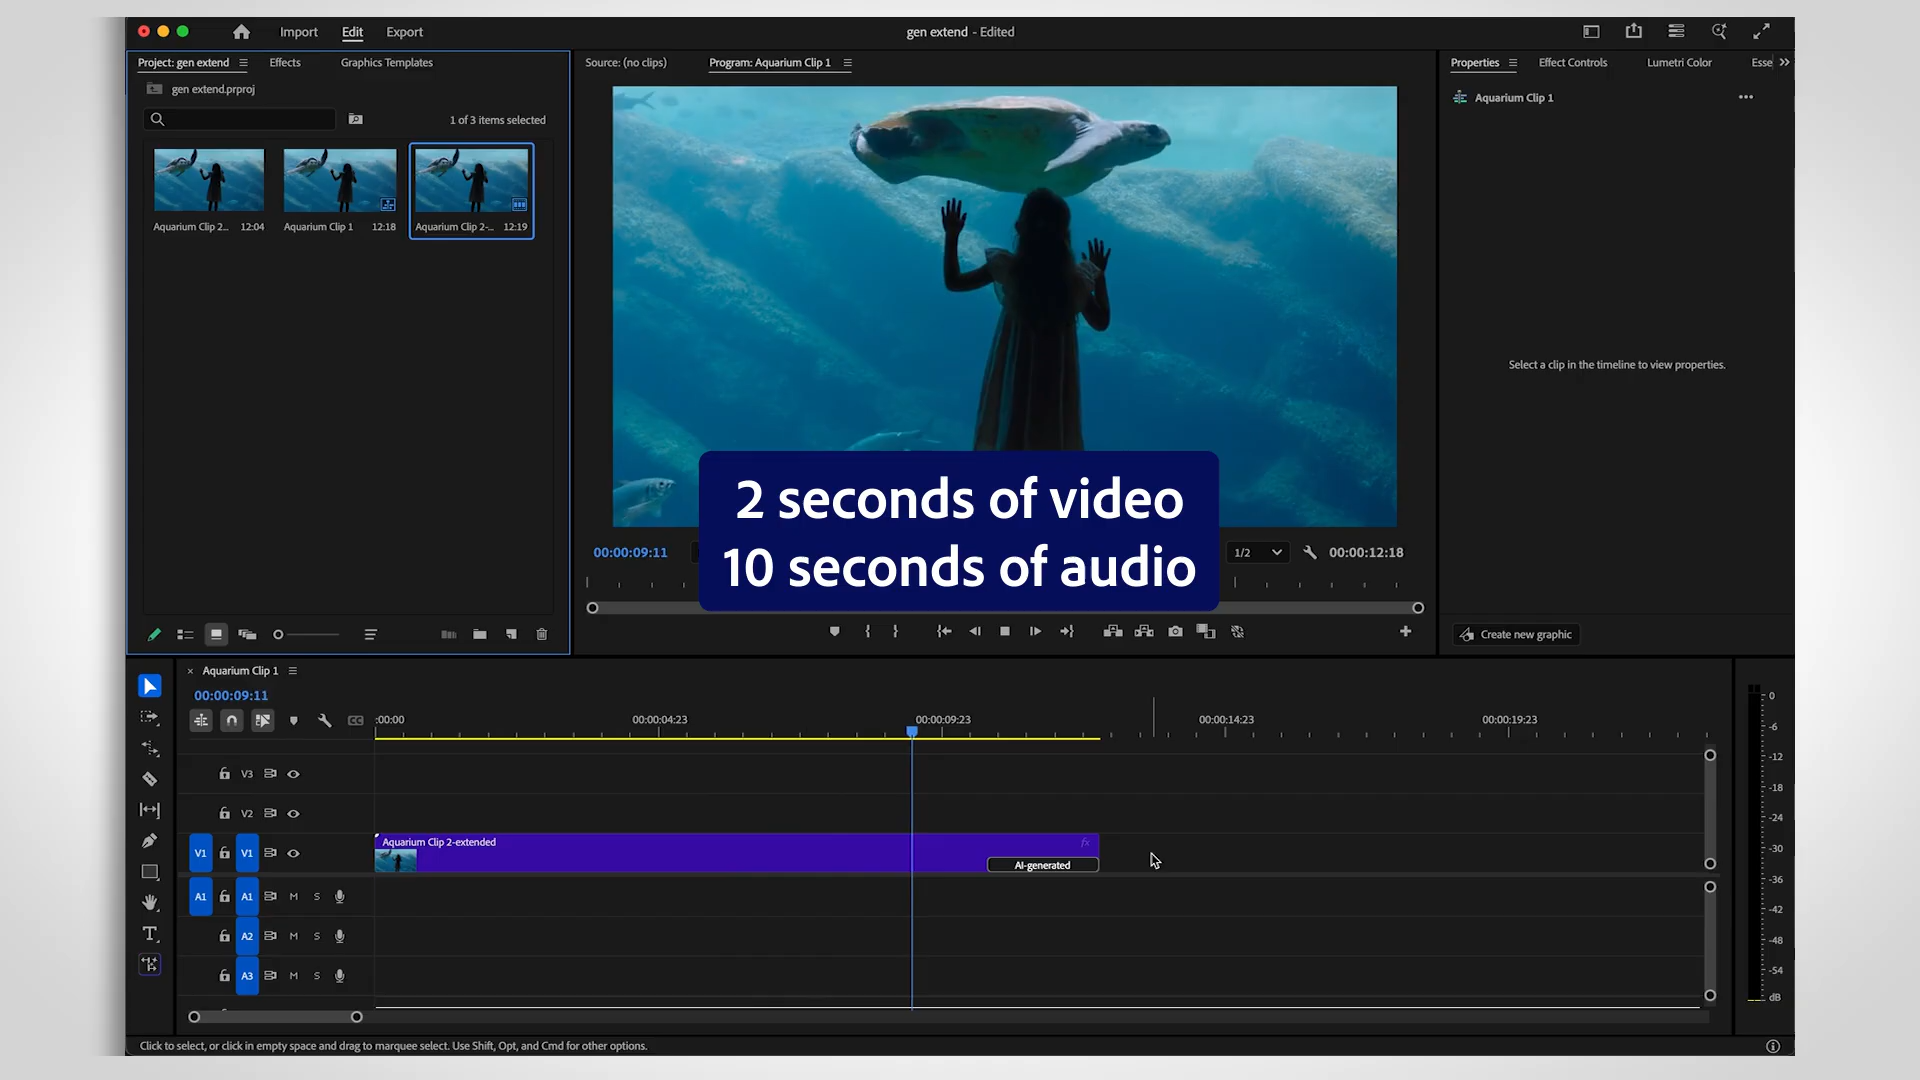 Import Edit Export
gen extend - Edited
Project: gen extend Effects Graphics Templates
Source: (no clips) Program: Aquarium Clip 1
Properties Effect Controls Lumetri Color Esse
gen extend.prproj
Aquarium Clip 1
1 of 3 items selected
Aquarium Clip 2... 12:04
Aquarium Clip 1 12:18
Aquarium Clip 2-... 12:19
Select a clip in the timeline to view properties.
2 seconds of video
10 seconds of audio
00:00:09:11
1/2
00:00:12:18
Create new graphic
Aquarium Clip 1
00:00:09:11
CC
:00:00 00:00:04:23 00:00:09:23 00:00:14:23 00:00:19:23
V3
V2
V1 V1
Aquarium Clip 2-extended
fx
AI-generated
A1 A1 M S
A2 M S
A3 M S
T
0
-6
-12
-18
-24
-30
-36
-42
-48
-54
dB
Click to select, or click in empty space and drag to marquee select. Use Shift, Opt, and Cmd for other options.